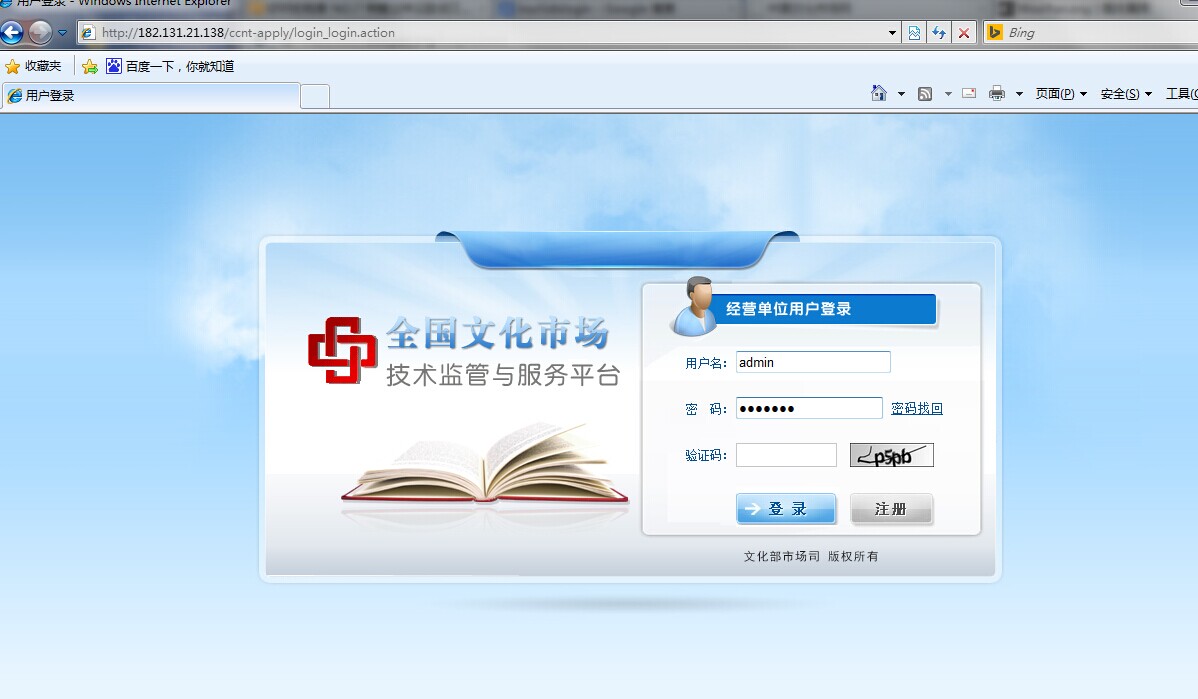 用户登录 - Windows Internet Explorer
http://182.131.21.138/ccnt-apply/login_login.action
Bing
收藏夹
百度一下，你就知道
用户登录
页面(P)
安全(S)
工具(O
经营单位用户登录
全国文化市场
技术监管与服务平台
用户名: admin
密 码: ●●●●●●●
密码找回
验证码:
p5pb
登 录
注册
文化部市场司 版权所有